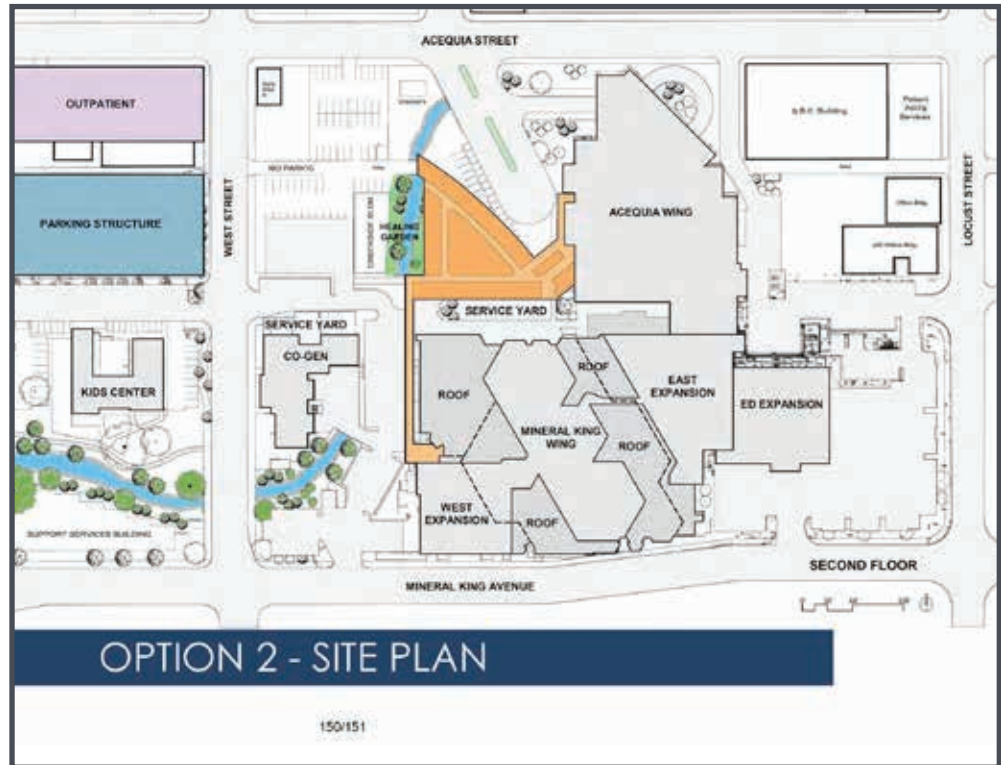 ACEQUIA STREET
OUTPATIENT
WEST STREET
PARKING STRUCTURE
HEALING
GARDEN
ACEQUIA WING
LOCUST STREET
SERVICE YARD
SERVICE YARD
CO-GEN
KIDS CENTER
ROOF
ROOF
EAST
EXPANSION
ED EXPANSION
MINERAL KING
WING
ROOF
WEST
EXPANSION
ROOF
SUPPORT SERVICES BUILDING
SECOND FLOOR
MINERAL KING AVENUE
OPTION 2 - SITE PLAN
150/151